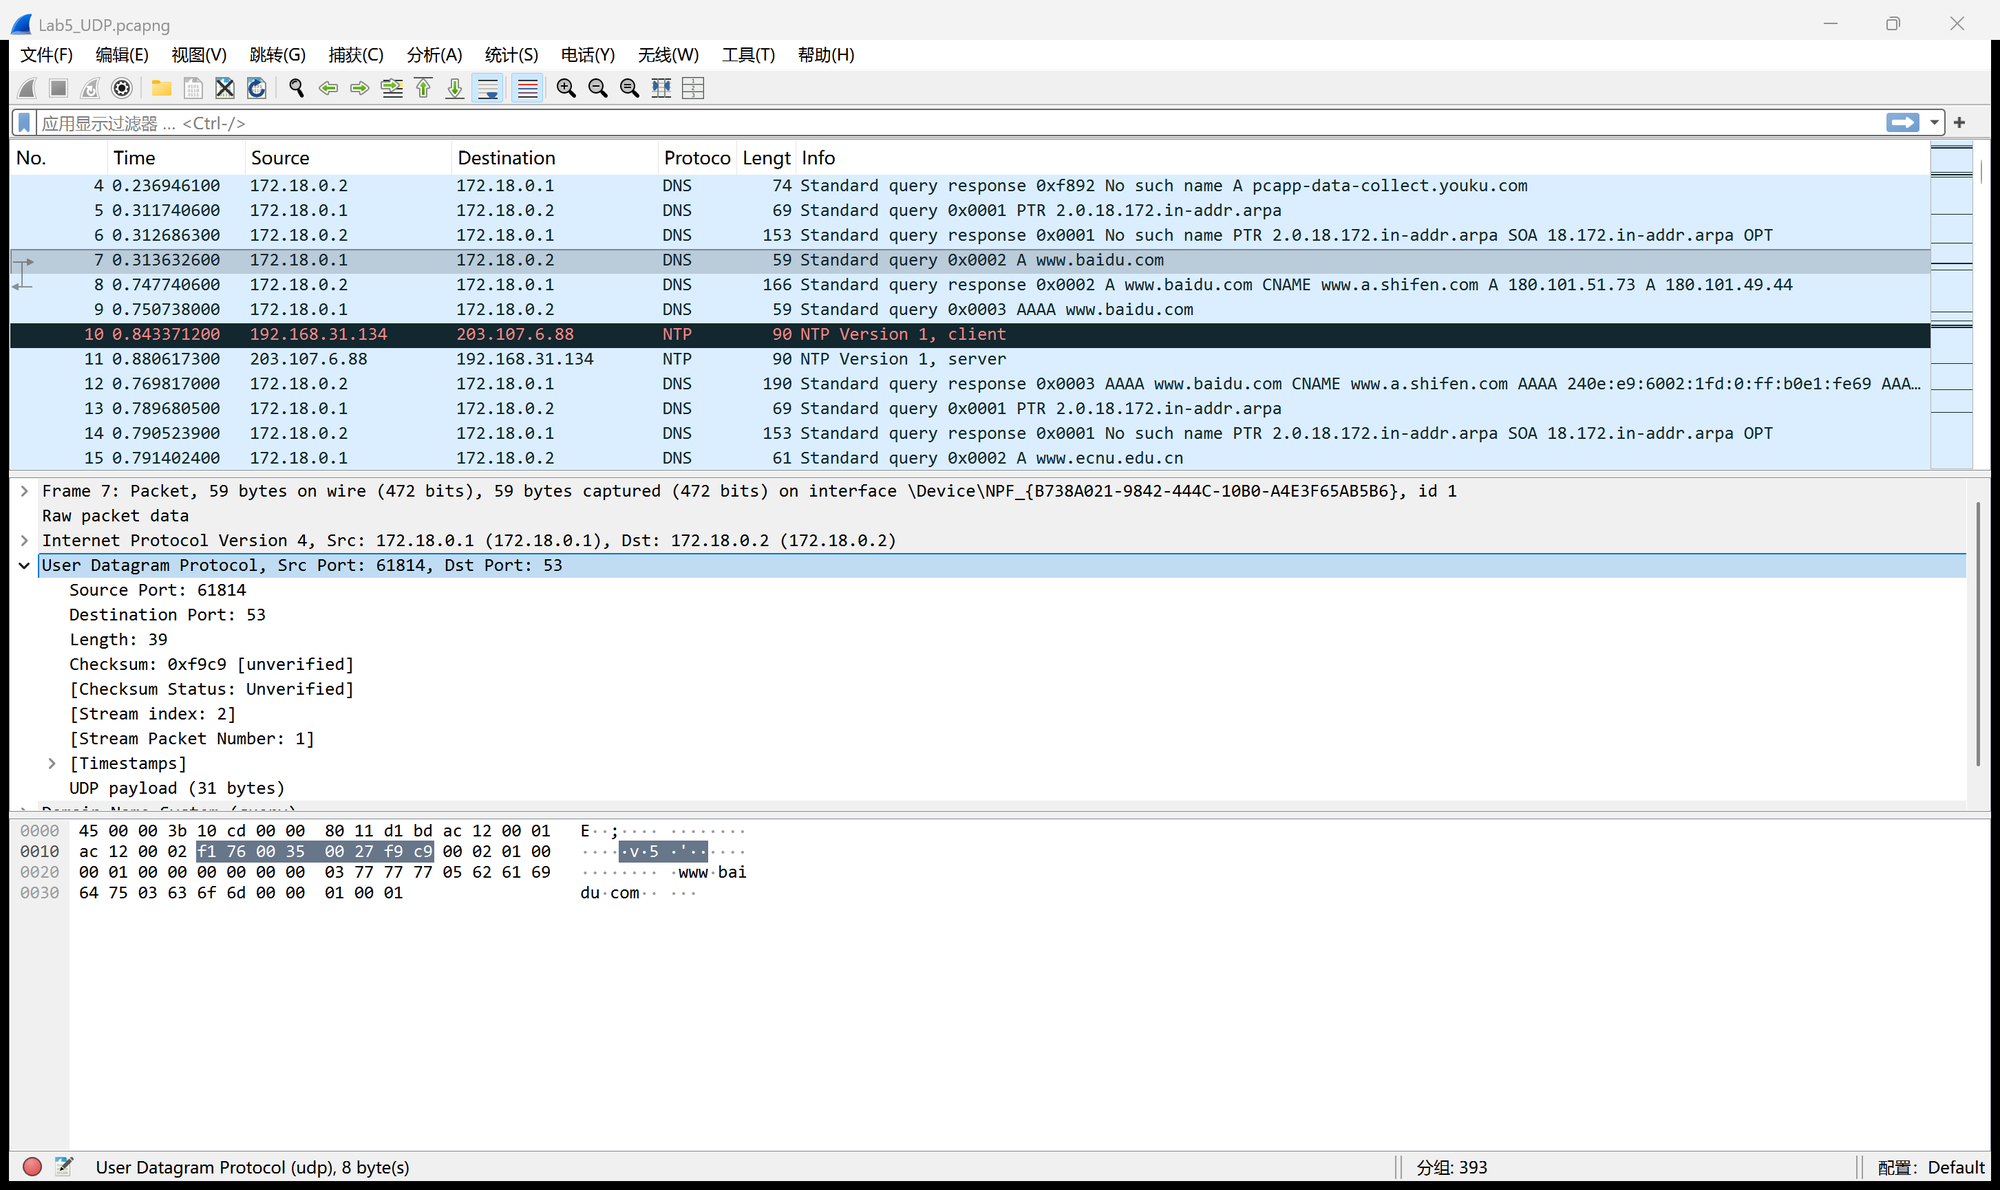 Lab5_UDP.pcapng
文件(F) 编辑(E) 视图(V) 跳转(G) 捕获(C) 分析(A) 统计(S) 电话(Y) 无线(W) 工具(T) 帮助(H)
应用显示过滤器 … <Ctrl-/>
No. Time Source Destination Protoco Lengt Info
4 0.236946100 172.18.0.2 172.18.0.1 DNS 74 Standard query response 0xf892 No such name A pcapp-data-collect.youku.com
5 0.311740600 172.18.0.1 172.18.0.2 DNS 69 Standard query 0x0001 PTR 2.0.18.172.in-addr.arpa
6 0.312686300 172.18.0.2 172.18.0.1 DNS 153 Standard query response 0x0001 No such name PTR 2.0.18.172.in-addr.arpa SOA 18.172.in-addr.arpa OPT
7 0.313632600 172.18.0.1 172.18.0.2 DNS 59 Standard query 0x0002 A www.baidu.com
8 0.747740600 172.18.0.2 172.18.0.1 DNS 166 Standard query response 0x0002 A www.baidu.com CNAME www.a.shifen.com A 180.101.51.73 A 180.101.49.44
9 0.750738000 172.18.0.1 172.18.0.2 DNS 59 Standard query 0x0003 AAAA www.baidu.com
10 0.843371200 192.168.31.134 203.107.6.88 NTP 90 NTP Version 1, client
11 0.880617300 203.107.6.88 192.168.31.134 NTP 90 NTP Version 1, server
12 0.769817000 172.18.0.2 172.18.0.1 DNS 190 Standard query response 0x0003 AAAA www.baidu.com CNAME www.a.shifen.com AAAA 240e:e9:6002:1fd:0:ff:b0e1:fe69 AAA…
13 0.789680500 172.18.0.1 172.18.0.2 DNS 69 Standard query 0x0001 PTR 2.0.18.172.in-addr.arpa
14 0.790523900 172.18.0.2 172.18.0.1 DNS 153 Standard query response 0x0001 No such name PTR 2.0.18.172.in-addr.arpa SOA 18.172.in-addr.arpa OPT
15 0.791402400 172.18.0.1 172.18.0.2 DNS 61 Standard query 0x0002 A www.ecnu.edu.cn
Frame 7: Packet, 59 bytes on wire (472 bits), 59 bytes captured (472 bits) on interface \Device\NPF_{B738A021-9842-444C-10B0-A4E3F65AB5B6}, id 1
Raw packet data
Internet Protocol Version 4, Src: 172.18.0.1 (172.18.0.1), Dst: 172.18.0.2 (172.18.0.2)
User Datagram Protocol, Src Port: 61814, Dst Port: 53
Source Port: 61814
Destination Port: 53
Length: 39
Checksum: 0xf9c9 [unverified]
[Checksum Status: Unverified]
[Stream index: 2]
[Stream Packet Number: 1]
[Timestamps]
UDP payload (31 bytes)
Domain Name System (query)
0000 45 00 00 3b 10 cd 00 00 80 11 d1 bd ac 12 00 01 E··;···· ········
0010 ac 12 00 02 f1 76 00 35 00 27 f9 c9 00 02 01 00 ·····v·5 ·'······
0020 00 01 00 00 00 00 00 00 03 77 77 77 05 62 61 69 ········ ·www·bai
0030 64 75 03 63 6f 6d 00 00 01 00 01 du·com·· ···
User Datagram Protocol (udp), 8 byte(s) 分组: 393 配置: Default